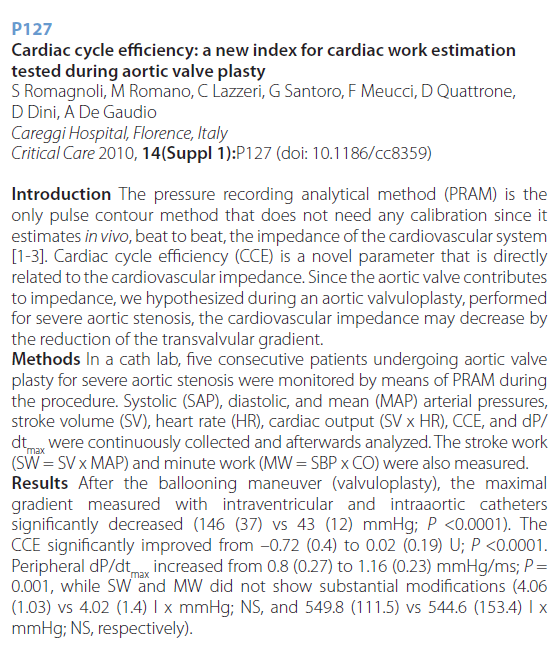 P127
Cardiac cycle efficiency: a new index for cardiac work estimation
tested during aortic valve plasty
S Romagnoli, M Romano, C Lazzeri, G Santoro, F Meucci, D Quattrone,
D Dini, A De Gaudio
Careggi Hospital, Florence, Italy
Critical Care 2010, 14(Suppl 1):P127 (doi: 10.1186/cc8359)
Introduction The pressure recording analytical method (PRAM) is the
only pulse contour method that does not need any calibration since it
estimates in vivo, beat to beat, the impedance of the cardiovascular system
[1-3]. Cardiac cycle efficiency (CCE) is a novel parameter that is directly
related to the cardiovascular impedance. Since the aortic valve contributes
to impedance, we hypothesized during an aortic valvuloplasty, performed
for severe aortic stenosis, the cardiovascular impedance may decrease by
the reduction of the transvalvular gradient.
Methods In a cath lab, five consecutive patients undergoing aortic valve
plasty for severe aortic stenosis were monitored by means of PRAM during
the procedure. Systolic (SAP), diastolic, and mean (MAP) arterial pressures,
stroke volume (SV), heart rate (HR), cardiac output (SV x HR), CCE, and dP/
dtmax were continuously collected and afterwards analyzed. The stroke work
(SW = SV x MAP) and minute work (MW = SBP x CO) were also measured.
Results After the ballooning maneuver (valvuloplasty), the maximal
gradient measured with intraventricular and intraaortic catheters
significantly decreased (146 (37) vs 43 (12) mmHg; P <0.0001). The
CCE significantly improved from –0.72 (0.4) to 0.02 (0.19) U; P <0.0001.
Peripheral dP/dtmax increased from 0.8 (0.27) to 1.16 (0.23) mmHg/ms; P =
0.001, while SW and MW did not show substantial modifications (4.06
(1.03) vs 4.02 (1.4) l x mmHg; NS, and 549.8 (111.5) vs 544.6 (153.4) l x
mmHg; NS, respectively).